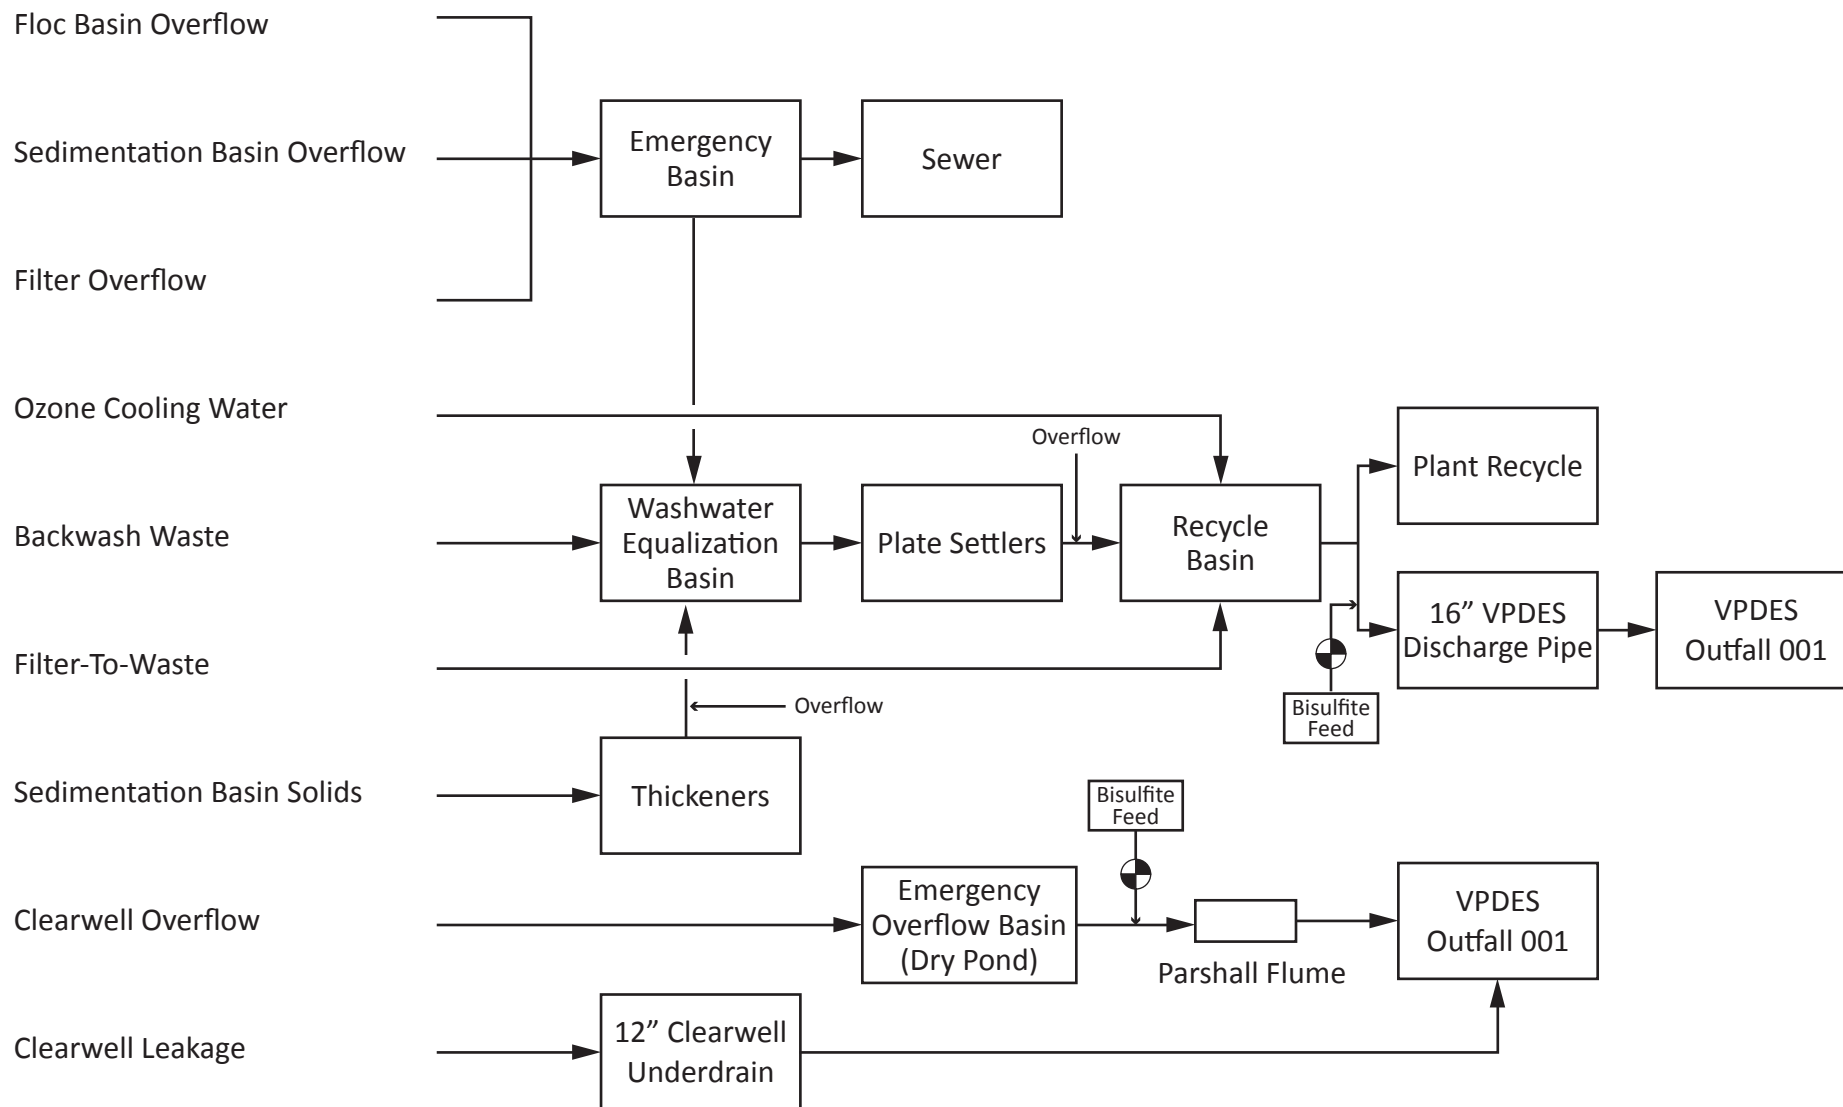 Floc Basin Overflow
Sedimentation Basin Overflow
Emergency
Basin
Sewer
Filter Overflow
Ozone Cooling Water
Overflow
Plant Recycle
Backwash Waste
Washwater
Equalization
Basin
Plate Settlers
Recycle
Basin
16” VPDES
Discharge Pipe
VPDES
Outfall 001
Filter-To-Waste
Overflow
Bisulfite
Feed
Sedimentation Basin Solids
Thickeners
Bisulfite
Feed
Clearwell Overflow
Emergency
Overflow Basin
(Dry Pond)
Parshall Flume
VPDES
Outfall 001
Clearwell Leakage
12” Clearwell
Underdrain